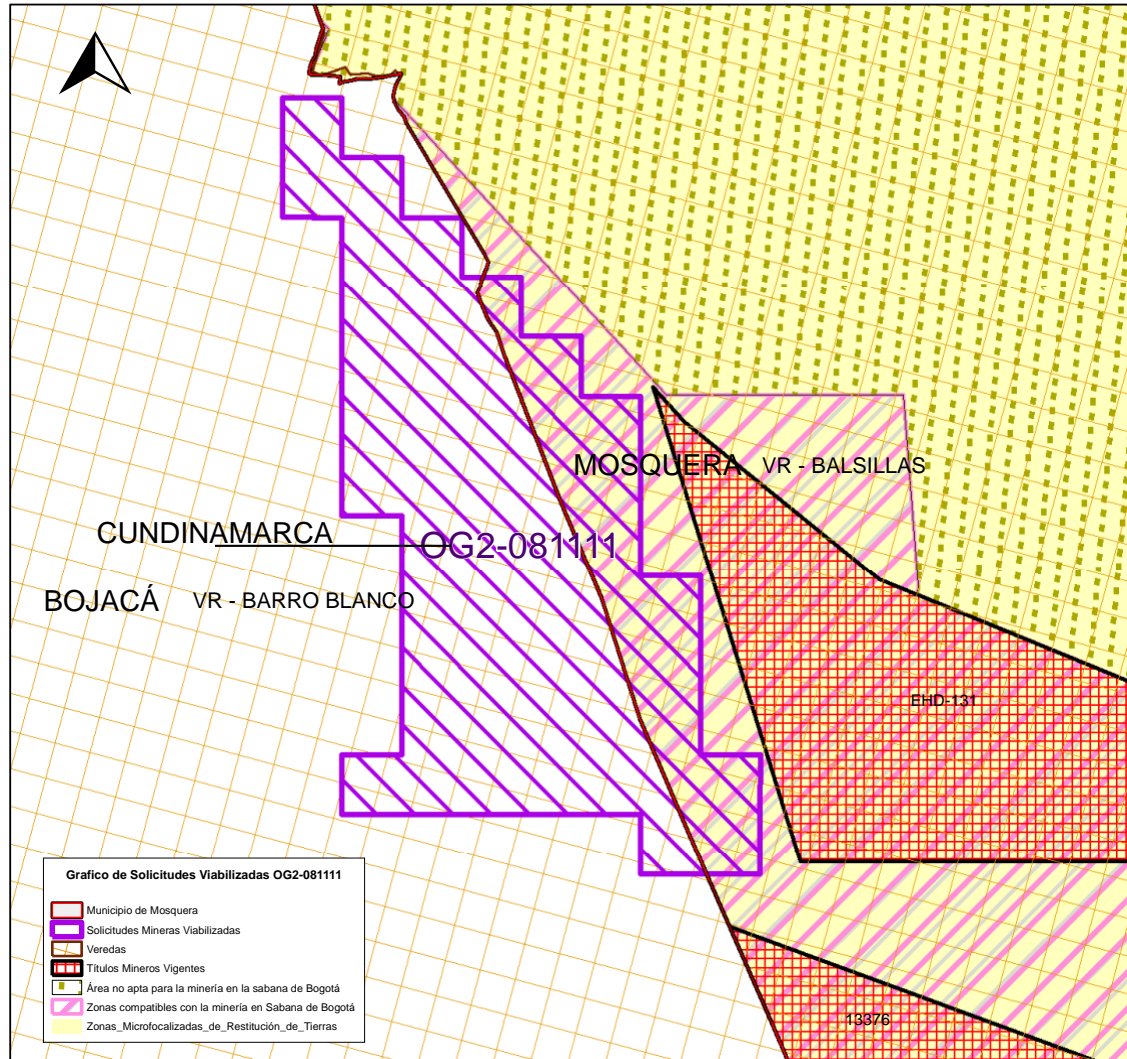 MOSQUERA VR - BALSILLAS
CUNDINAMARCA
OG2-081111
BOJACÁ VR - BARRO BLANCO
EHD-131
13376
Grafico de Solicitudes Viabilizadas OG2-081111
Municipio de Mosquera
Solicitudes Mineras Viabilizadas
Veredas
Títulos Mineros Vigentes
Área no apta para la minería en la sabana de Bogotá
Zonas compatibles con la minería en Sabana de Bogotá
Zonas_Microfocalizadas_de_Restitución_de_Tierras